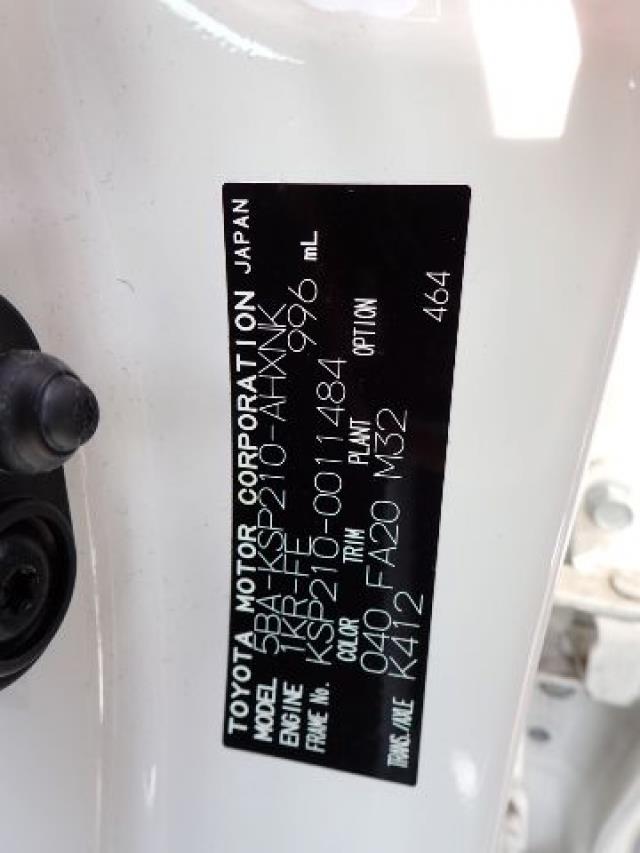 TOYOTA MOTOR CORPORATION JAPAN
MODEL 5BA-KSP210-AHXNK
ENGINE 1KR-FE 996 mL
FRAME No. KSP210-0011484
COLOR TRIM PLANT OPTION
040 FA20 M32
TRANS./AXLE K412 464